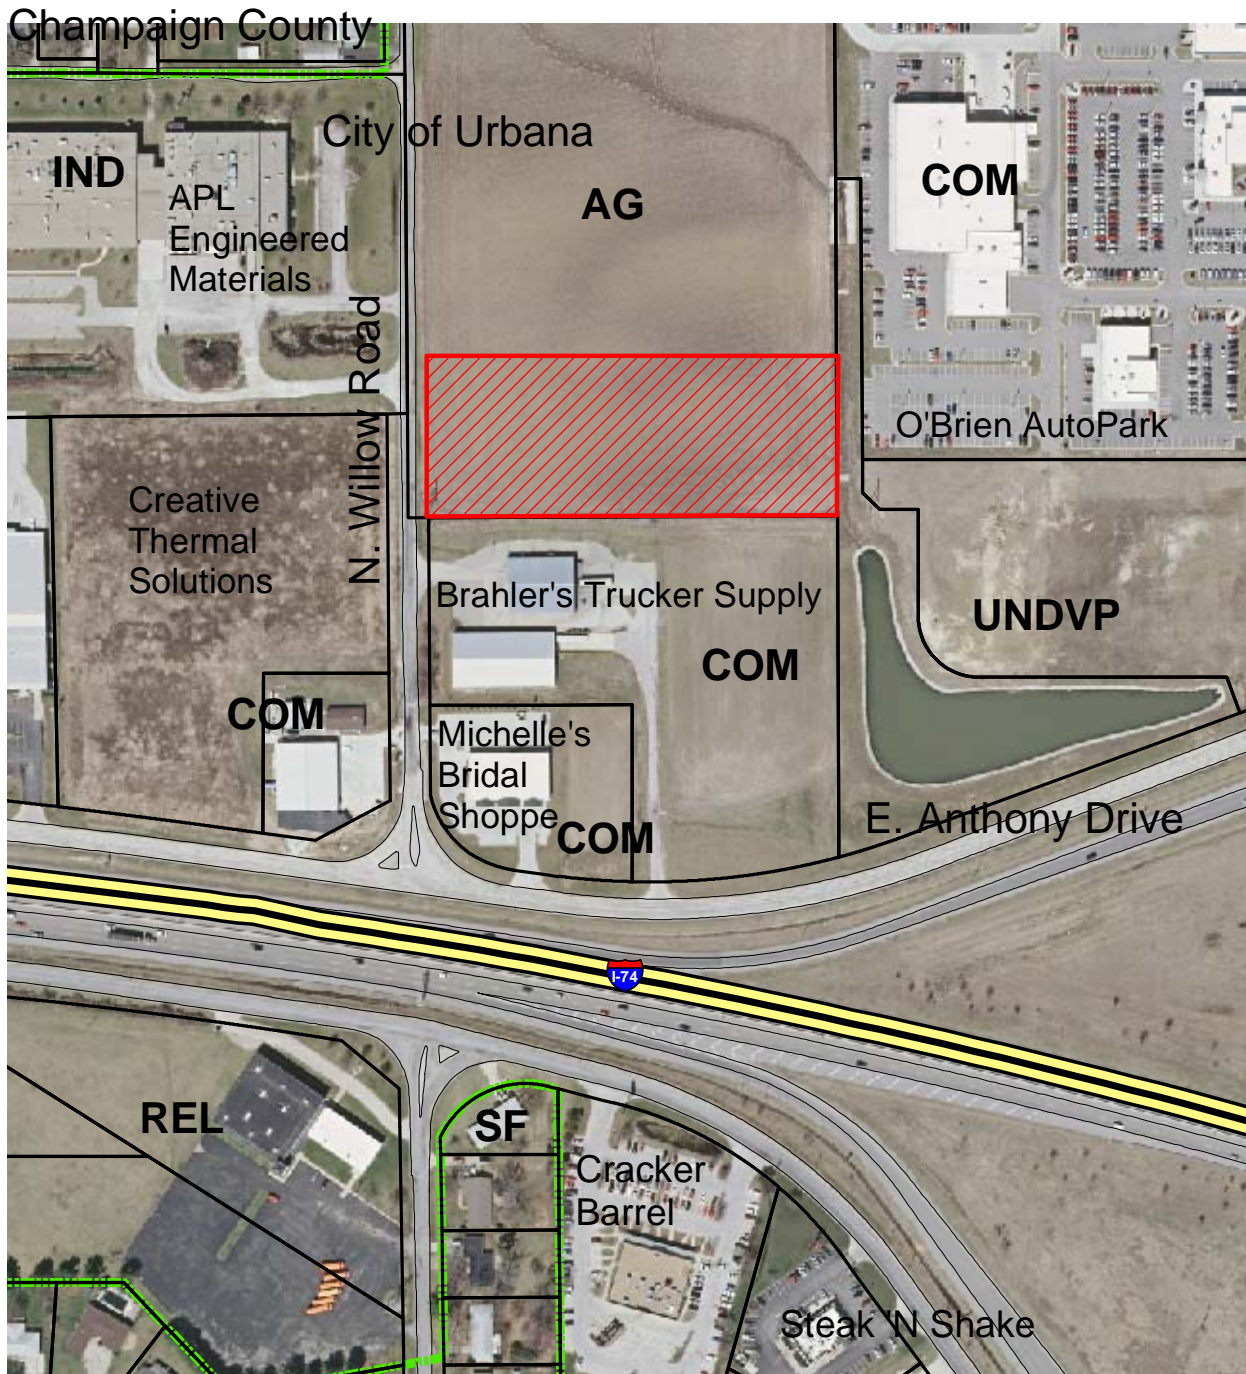 Champaign County
City of Urbana
IND
APL
Engineered
Materials
AG
COM
N. Willow Road
O'Brien AutoPark
Creative
Thermal
Solutions
Brahler's Trucker Supply
UNDVP
COM
COM
Michelle's
Bridal
Shoppe
COM
E. Anthony Drive
I-74
REL
SF
Cracker
Barrel
Steak 'N Shake